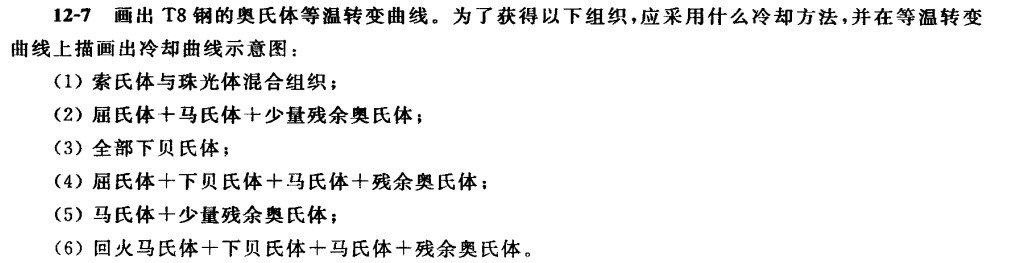 12-7 画出 T8 钢的奥氏体等温转变曲线。为了获得以下组织,应采用什么冷却方法,并在等温转变
曲线上描画出冷却曲线示意图:
(1) 索氏体与珠光体混合组织;
(2) 屈氏体+马氏体+少量残余奥氏体;
(3) 全部下贝氏体;
(4) 屈氏体+下贝氏体+马氏体+残余奥氏体;
(5) 马氏体+少量残余奥氏体;
(6) 回火马氏体+下贝氏体+马氏体+残余奥氏体。